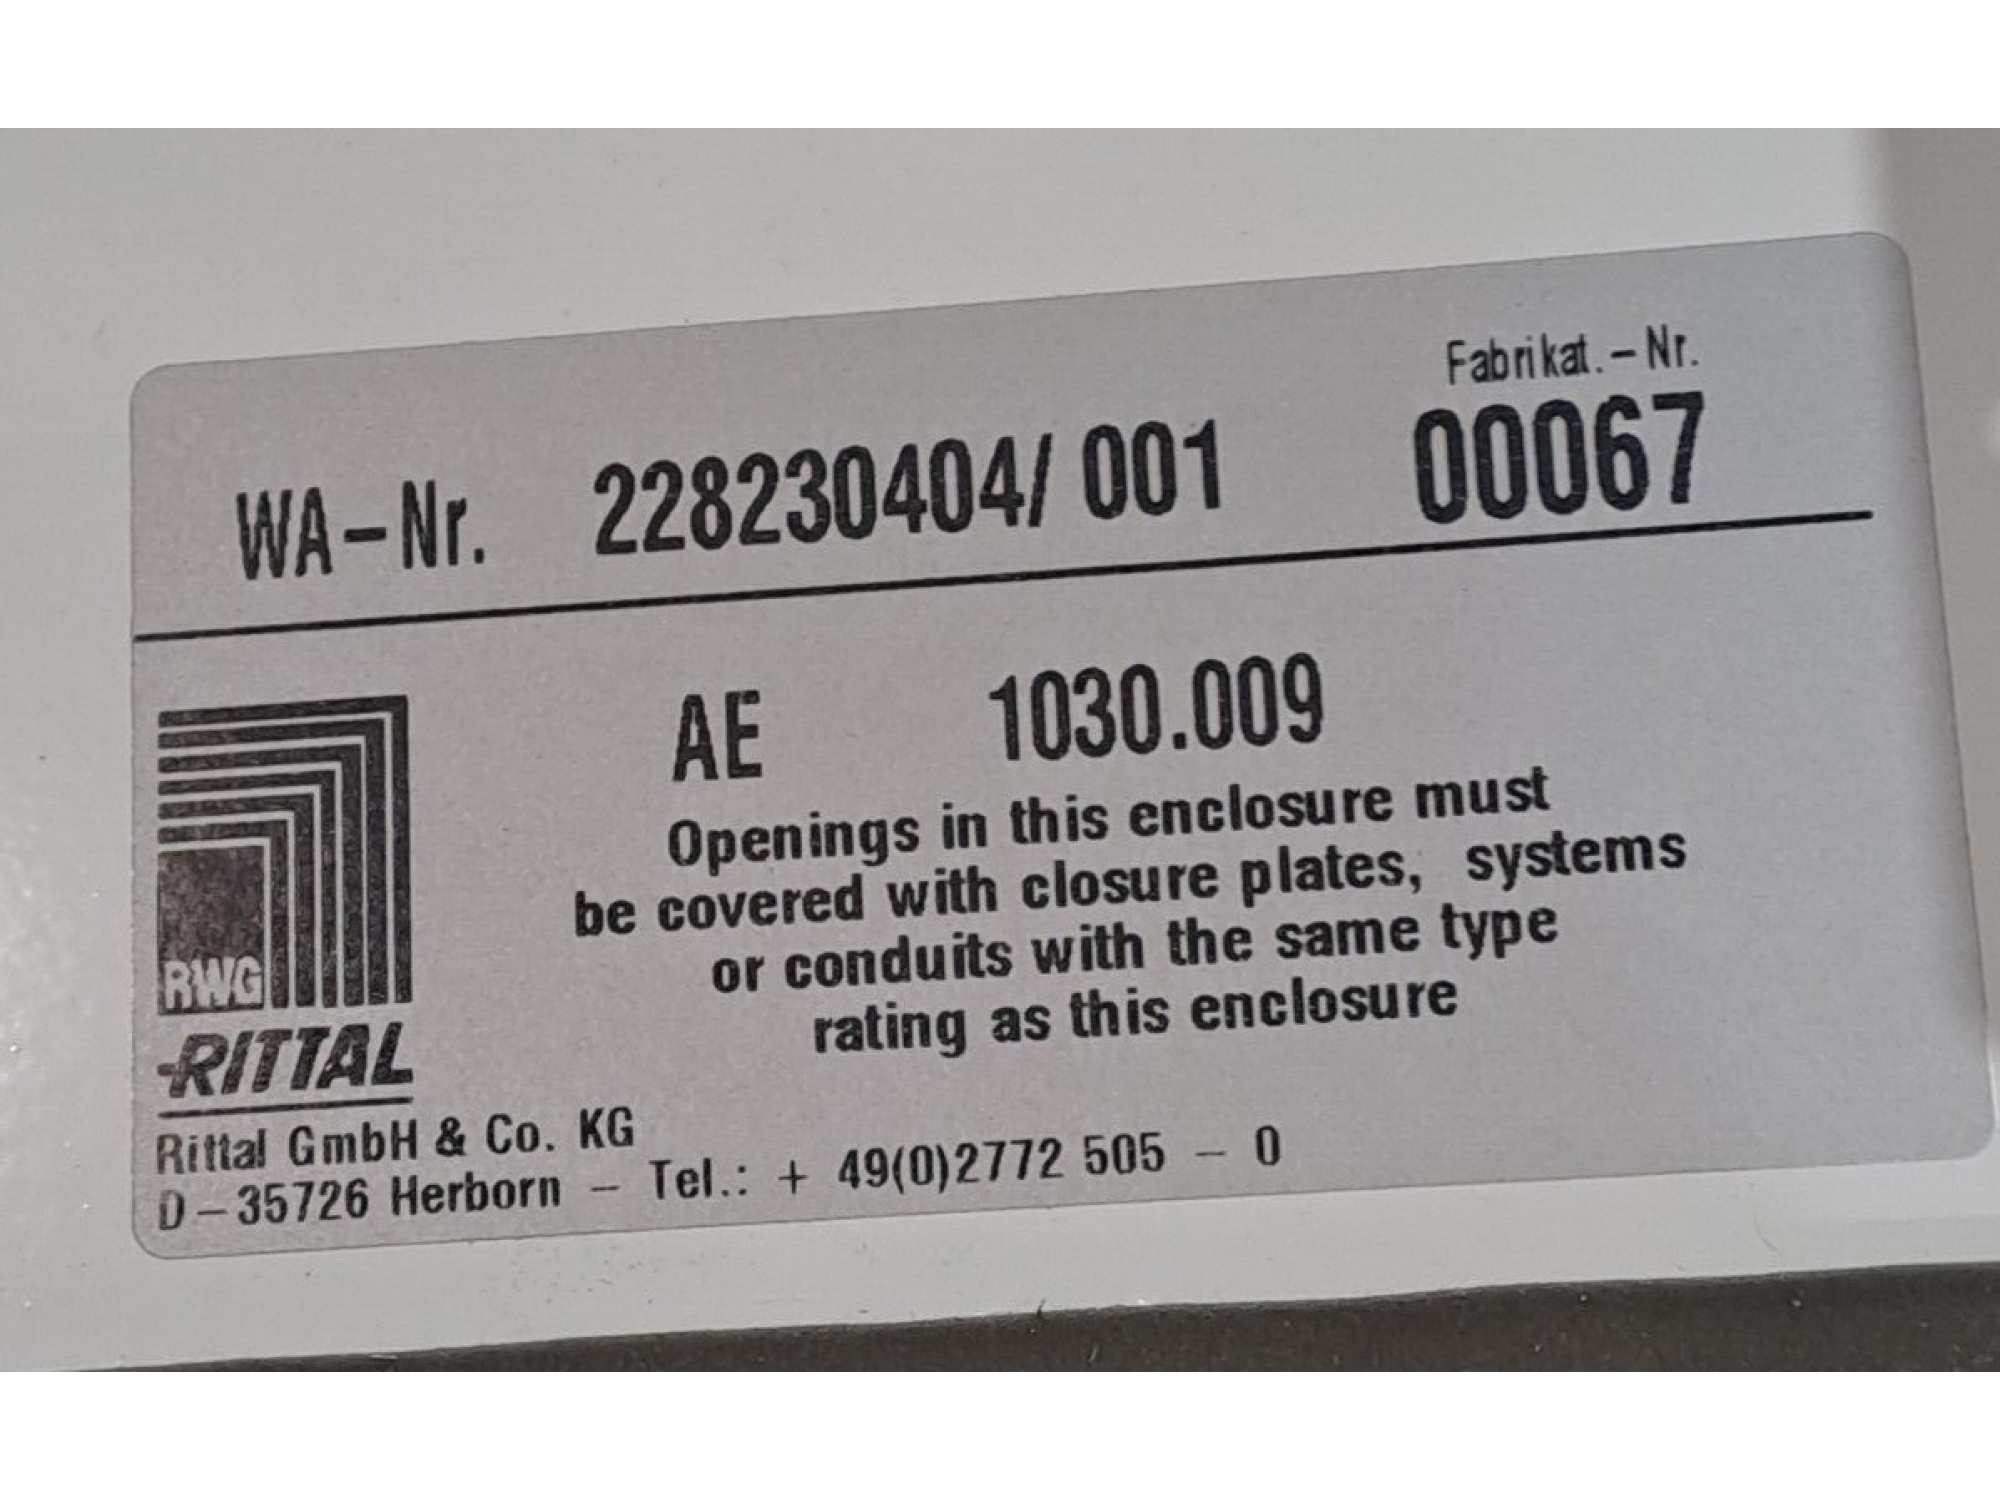 Fabrikat.-Nr.
WA-Nr. 228230404/ 001 00067
AE 1030.009
Openings in this enclosure must
be covered with closure plates, systems
or conduits with the same type
rating as this enclosure
RWG
RITTAL
Rittal GmbH & Co. KG
D-35726 Herborn - Tel.: + 49(0)2772 505 - 0